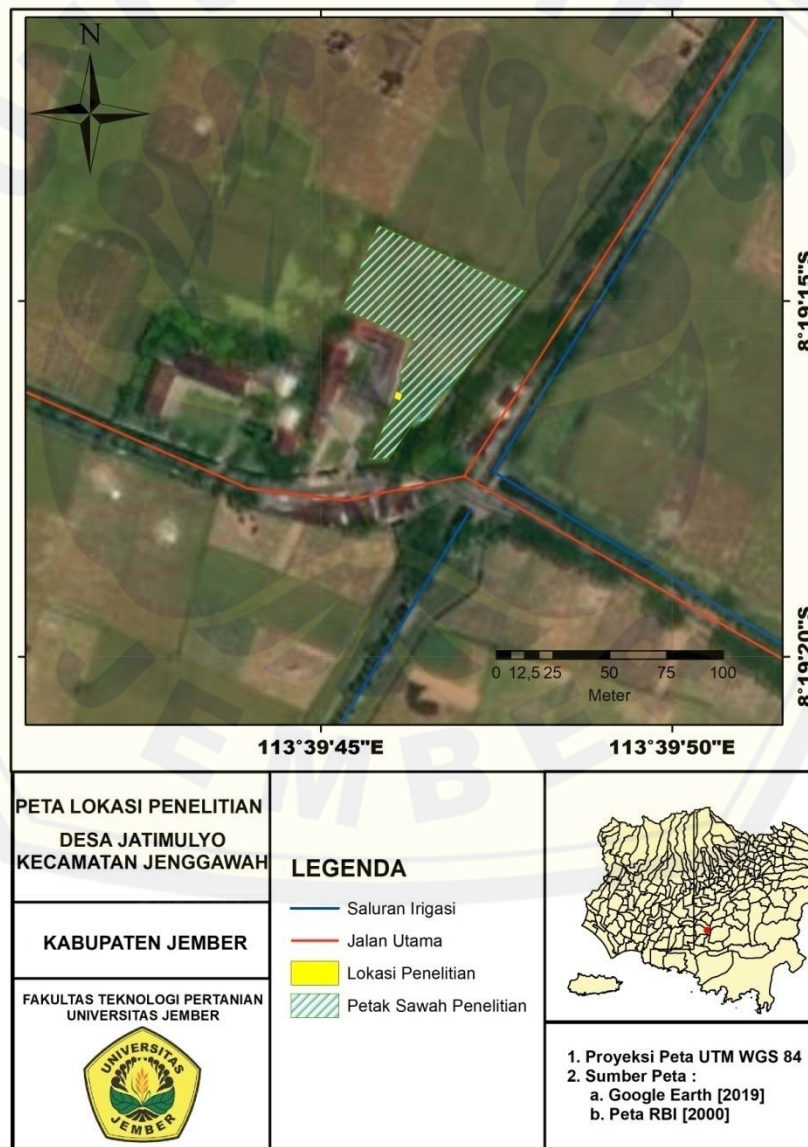 N
8°19'15"S
8°19'20"S
0 12,5 25 50 75 100
Meter
113°39'45"E 113°39'50"E
PETA LOKASI PENELITIAN
DESA JATIMULYO
KECAMATAN JENGGAWAH
KABUPATEN JEMBER
FAKULTAS TEKNOLOGI PERTANIAN
UNIVERSITAS JEMBER
UNIVERSITAS
JEMBER
LEGENDA
Saluran Irigasi
Jalan Utama
Lokasi Penelitian
Petak Sawah Penelitian
1. Proyeksi Peta UTM WGS 84
2. Sumber Peta :
a. Google Earth [2019]
b. Peta RBI [2000]
JEMBER